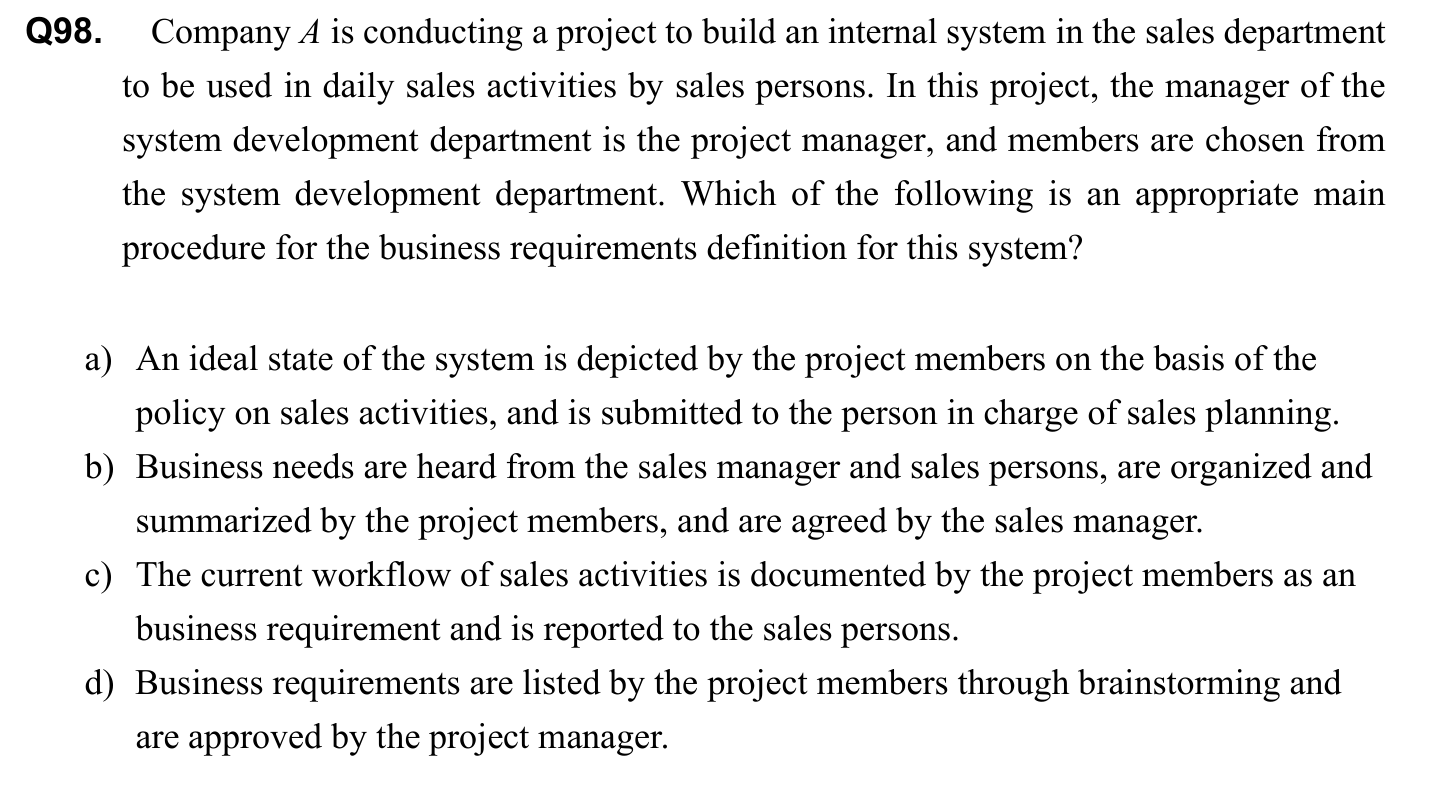 Q98. Company A is conducting a project to build an internal system in the sales department
to be used in daily sales activities by sales persons. In this project, the manager of the
system development department is the project manager, and members are chosen from
the system development department. Which of the following is an appropriate main
procedure for the business requirements definition for this system?
a) An ideal state of the system is depicted by the project members on the basis of the
policy on sales activities, and is submitted to the person in charge of sales planning.
b) Business needs are heard from the sales manager and sales persons, are organized and
summarized by the project members, and are agreed by the sales manager.
c) The current workflow of sales activities is documented by the project members as an
business requirement and is reported to the sales persons.
d) Business requirements are listed by the project members through brainstorming and
are approved by the project manager.